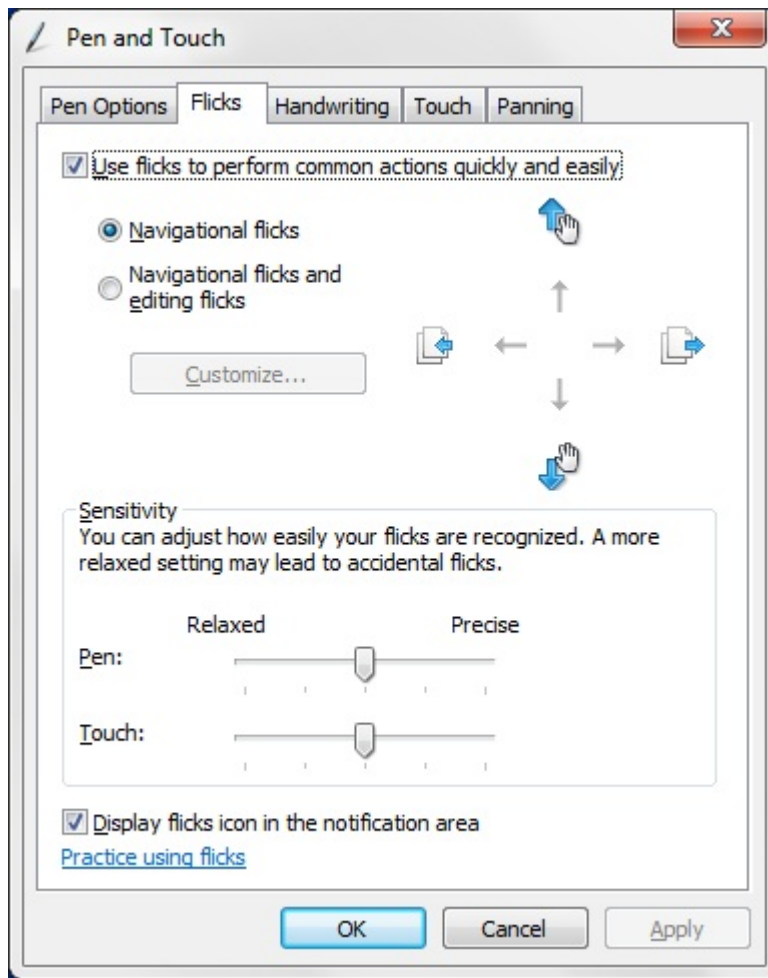 Pen and Touch
Pen Options Flicks Handwriting Touch Panning
Use flicks to perform common actions quickly and easily
Navigational flicks
Navigational flicks and
editing flicks
Customize...
Sensitivity
You can adjust how easily your flicks are recognized. A more
relaxed setting may lead to accidental flicks.
Relaxed Precise
Pen:
Touch:
Display flicks icon in the notification area
Practice using flicks
OK Cancel Apply